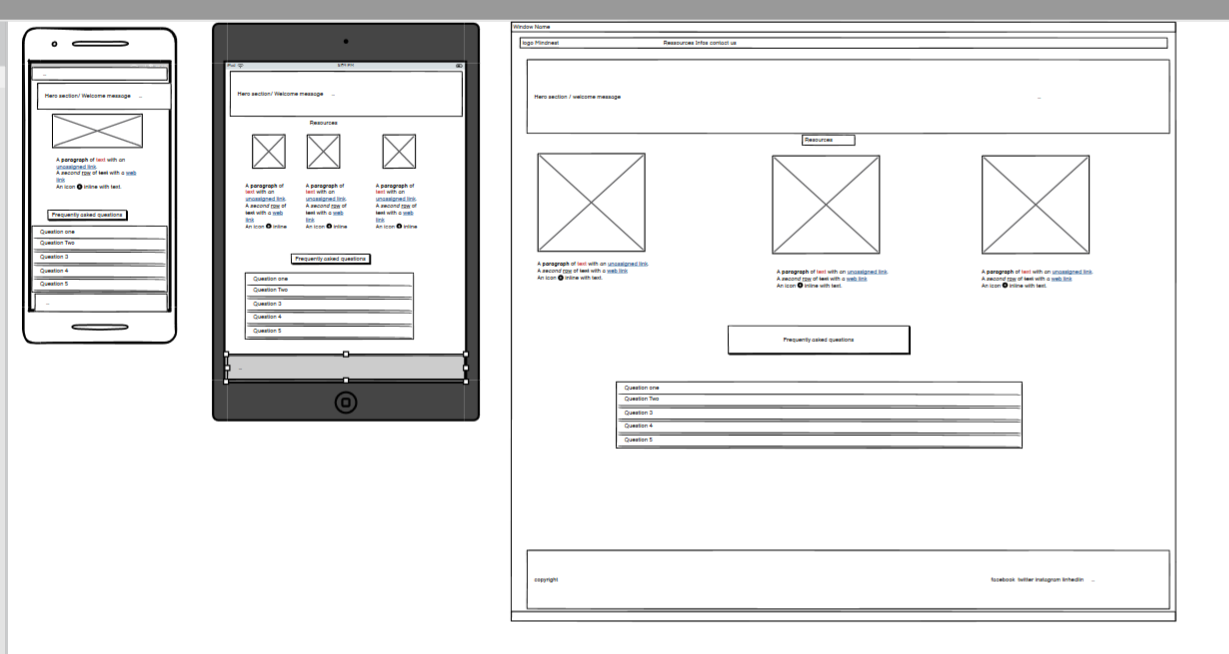 Hero section/ Welcome message
A paragraph of text with an
unassigned link.
A second row of text with a web
link
An icon inline with text.
Frequently asked questions
Question one
Question Two
Question 3
Question 4
Question 5
Hero section/ Welcome message
Resources
A paragraph of
text with an
unassigned link.
A second row of
text with a web
link
An icon inline
A paragraph of
text with an
unassigned link.
A second row of
text with a web
link
An icon inline
A paragraph of
text with an
unassigned link.
A second row of
text with a web
link
An icon inline
Frequently asked questions
Question one
Question Two
Question 3
Question 4
Question 5
Window Name
logo Mindnest
Ressources Infos contact us
Hero section / welcome message
Resources
A paragraph of text with an unassigned link.
A second row of text with a web link
An icon inline with text.
A paragraph of text with an unassigned link.
A second row of text with a web link
An icon inline with text.
A paragraph of text with an unassigned link.
A second row of text with a web link
An icon inline with text.
Frequently asked questions
Question one
Question Two
Question 3
Question 4
Question 5
copyright
facebook twitter instagram linkedin